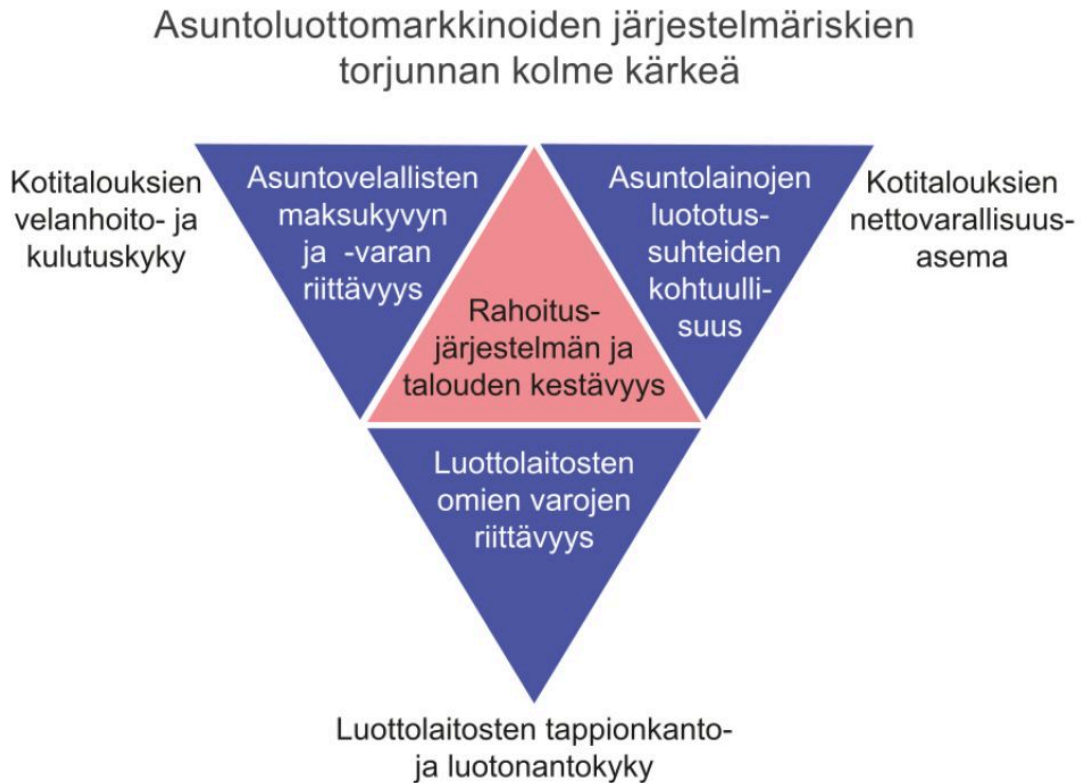 Asuntoluottomarkkinoiden järjestelmäriskien
torjunnan kolme kärkeä
Kotitalouksien
velanhoito- ja
kulutuskyky
Asuntovelallisten
maksukyvyn
ja -varan
riittävyys
Asuntolainojen
luototus-
suhteiden
kohtuulli-
suus
Kotitalouksien
nettovarallisuus-
asema
Rahoitus-
järjestelmän ja
talouden kestävyys
Luottolaitosten
omien varojen
riittävyys
Luottolaitosten tappionkanto-
ja luotonantokyky